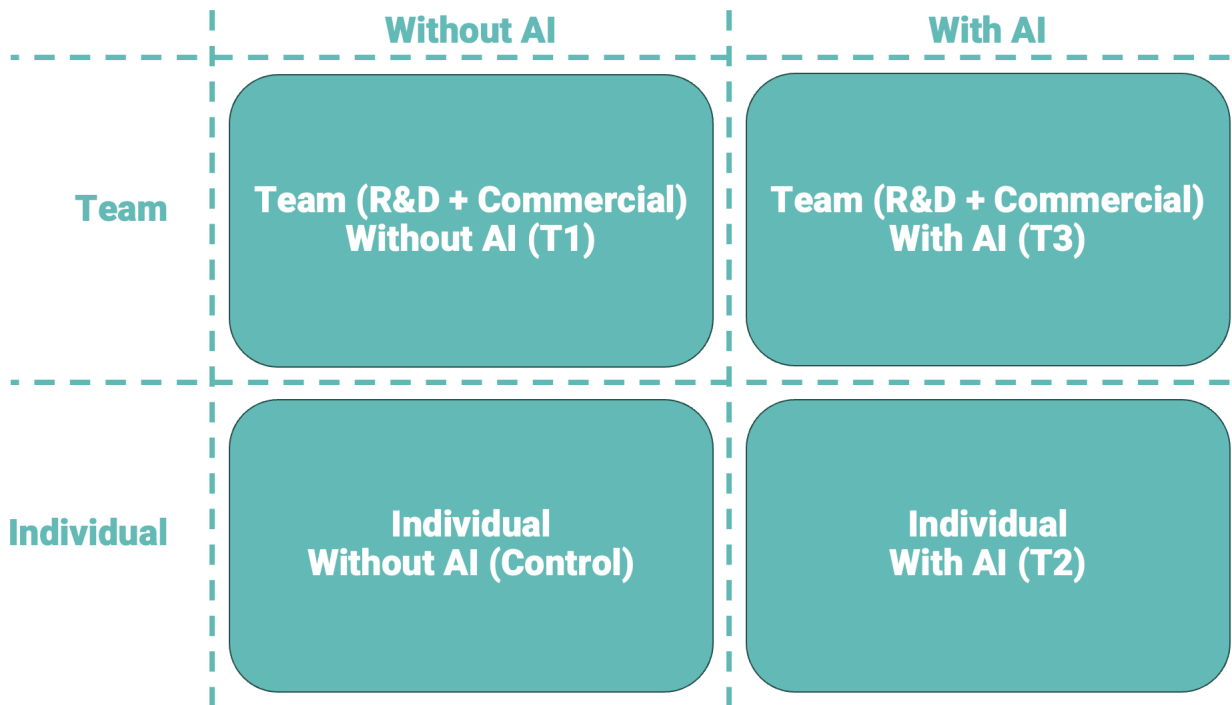 Without AI
With AI
Team
Team (R&D + Commercial)
Without AI (T1)
Team (R&D + Commercial)
With AI (T3)
Individual
Individual
Without AI (Control)
Individual
With AI (T2)